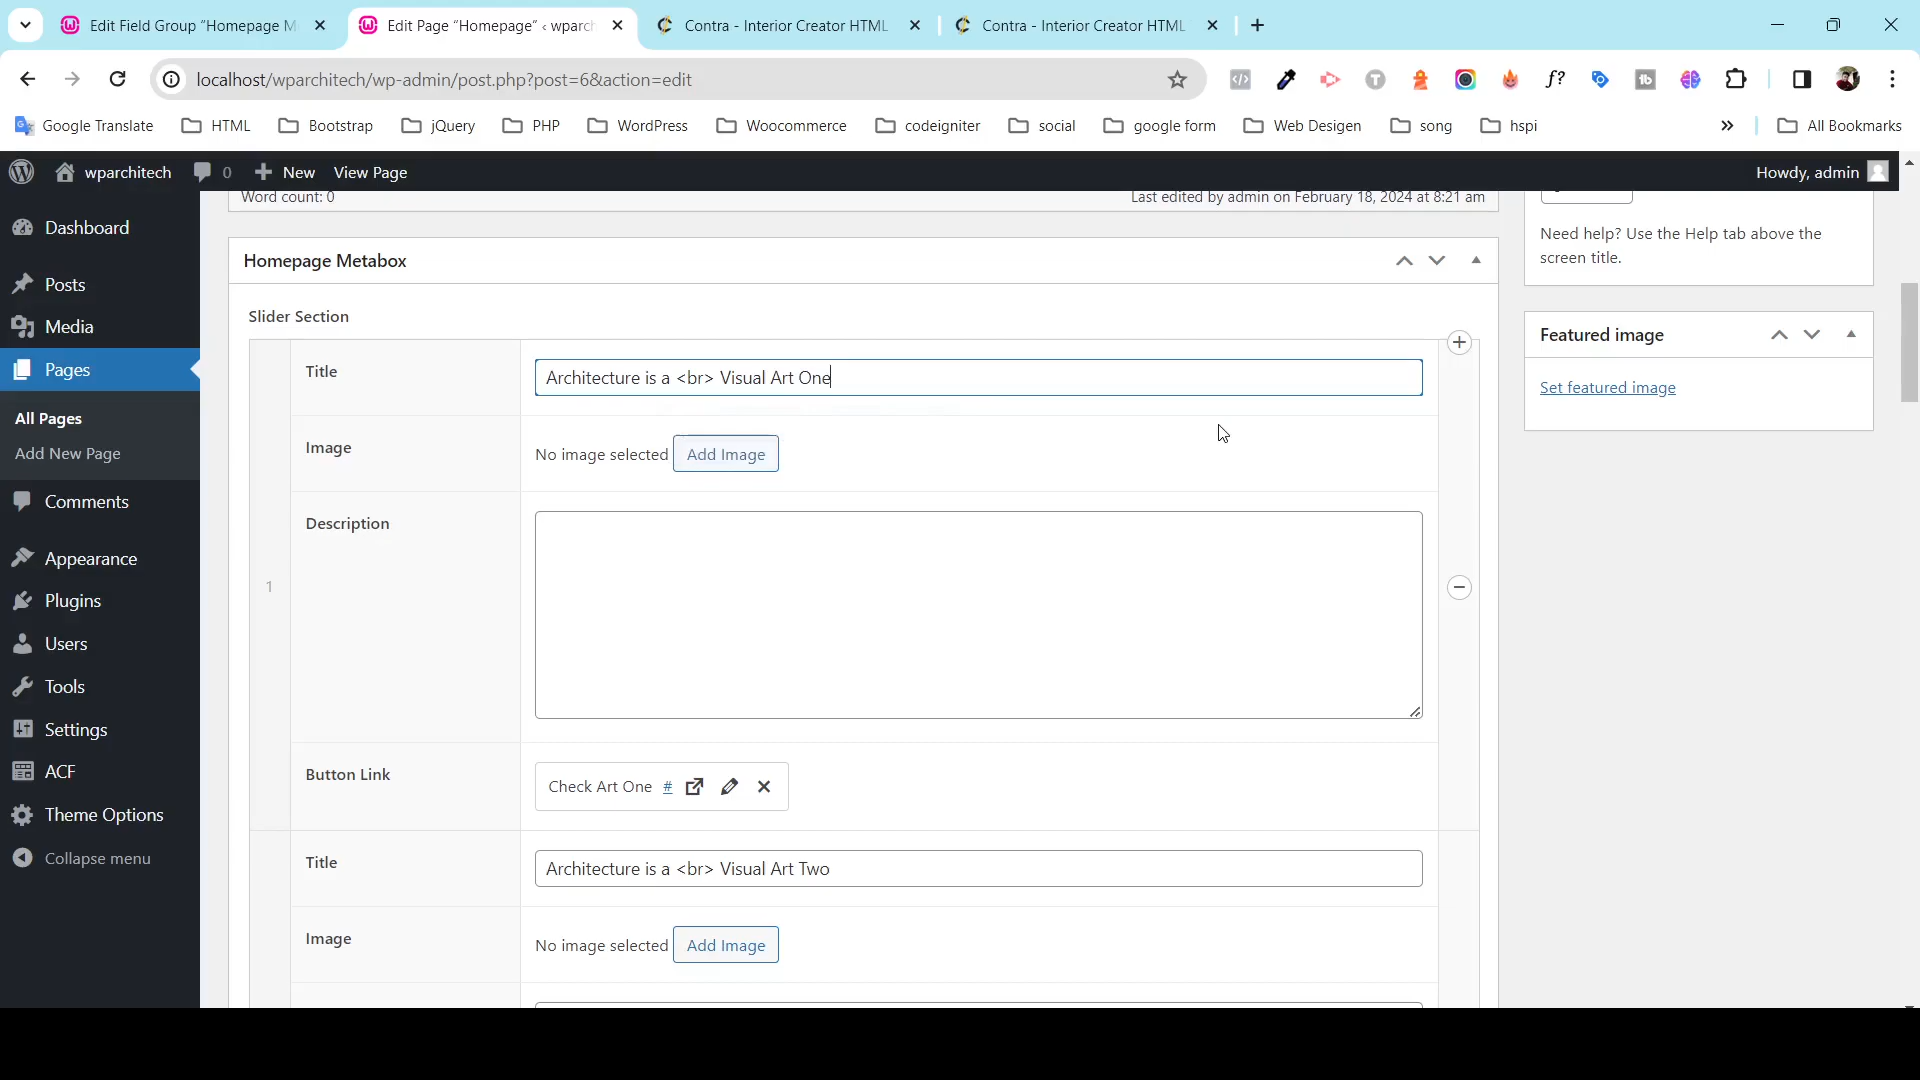 Edit Field Group "Homepage M
Edit Page "Homepage" ‹ wparch
Contra - Interior Creator HTML
Contra - Interior Creator HTML
localhost/wparchitech/wp-admin/post.php?post=6&action=edit
Google Translate
HTML
Bootstrap
jQuery
PHP
WordPress
Woocommerce
codeigniter
social
google form
Web Desigen
song
hspi
»
All Bookmarks
wparchitech
0
New
View Page
Howdy, admin
Word count: 0
Last edited by admin on February 18, 2024 at 8:21 am
Need help? Use the Help tab above the
screen title.
Dashboard
Posts
Media
Pages
All Pages
Add New Page
Comments
Appearance
Plugins
Users
Tools
Settings
ACF
Theme Options
Collapse menu
Homepage Metabox
Slider Section
1
Title
Architecture is a <br> Visual Art One
Image
No image selected
Add Image
Description
Button Link
Check Art One #
Title
Architecture is a <br> Visual Art Two
Image
No image selected
Add Image
Featured image
Set featured image